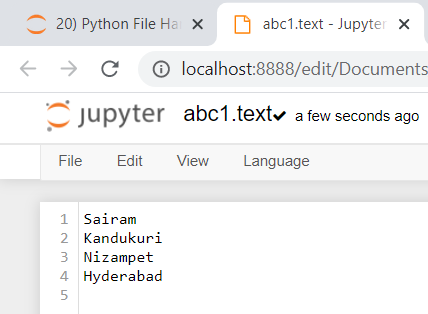 20) Python File Ha
abc1.text - Jupyter
localhost:8888/edit/Documents
jupyter abc1.text a few seconds ago
File Edit View Language
1 Sairam
2 Kandukuri
3 Nizampet
4 Hyderabad
5